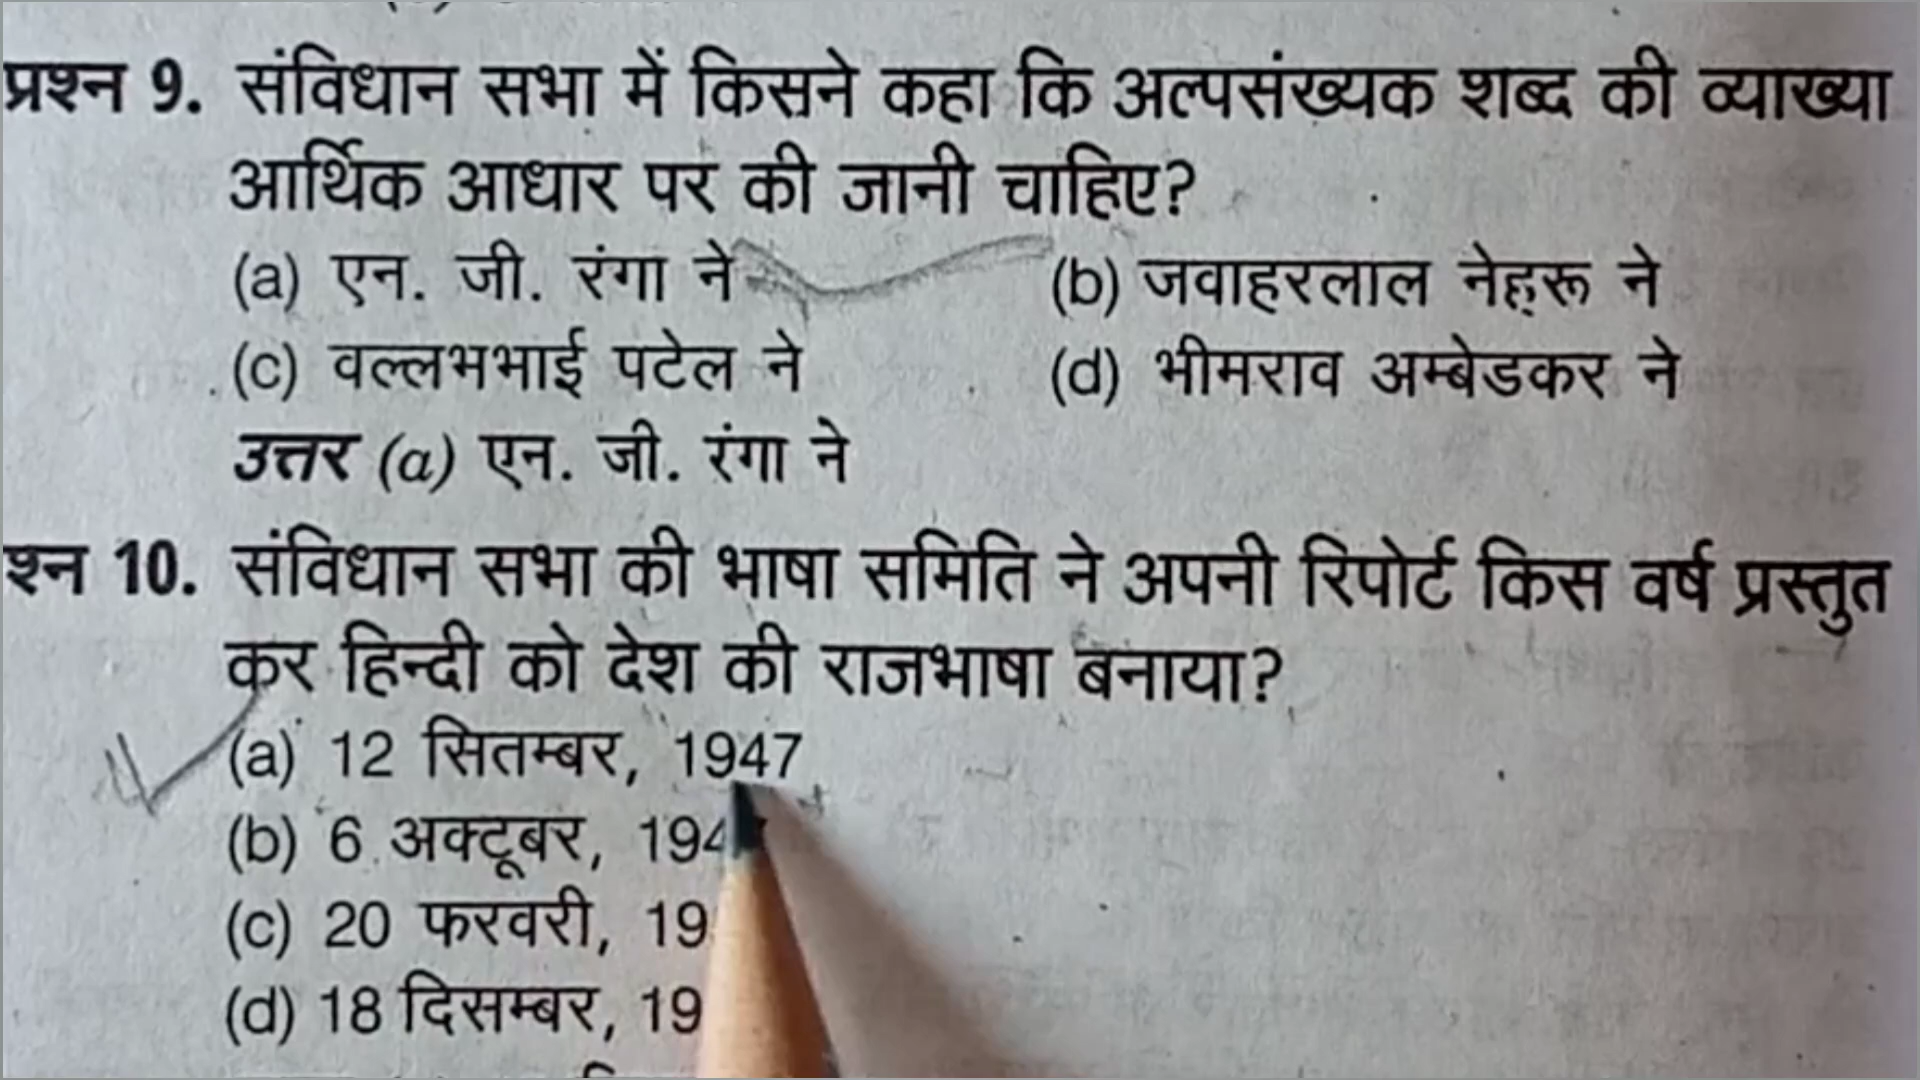 प्रश्न 9. संविधान सभा में किसने कहा कि अल्पसंख्यक शब्द की व्याख्या
आर्थिक आधार पर की जानी चाहिए?
(a) एन. जी. रंगा ने (b) जवाहरलाल नेहरू ने
(c) वल्लभभाई पटेल ने (d) भीमराव अम्बेडकर ने
उत्तर (a) एन. जी. रंगा ने
श्न 10. संविधान सभा की भाषा समिति ने अपनी रिपोर्ट किस वर्ष प्रस्तुत
कर हिन्दी को देश की राजभाषा बनाया?
(a) 12 सितम्बर, 1947
(b) 6 अक्टूबर, 194
(c) 20 फरवरी, 19
(d) 18 दिसम्बर, 19